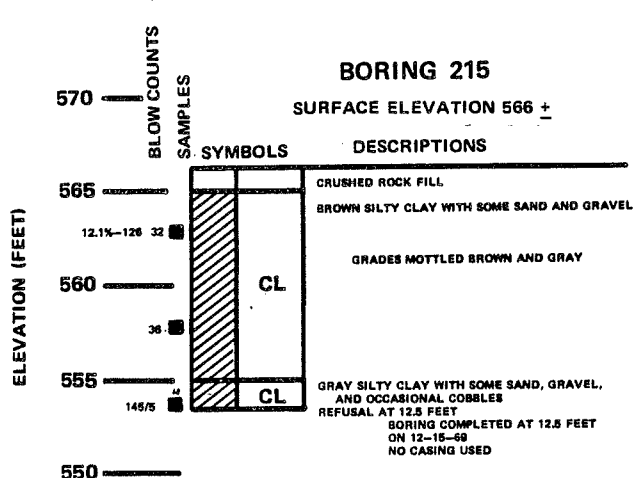 BORING 215
SURFACE ELEVATION 566 ±
BLOW COUNTS
SAMPLES
SYMBOLS
DESCRIPTIONS
ELEVATION (FEET)
570
565
CRUSHED ROCK FILL
BROWN SILTY CLAY WITH SOME SAND AND GRAVEL
12.1%-126 32
GRADES MOTTLED BROWN AND GRAY
560
CL
36
555
CL
GRAY SILTY CLAY WITH SOME SAND, GRAVEL,
AND OCCASIONAL COBBLES
145/5
REFUSAL AT 12.5 FEET
BORING COMPLETED AT 12.5 FEET
ON 12-15-69
NO CASING USED
550